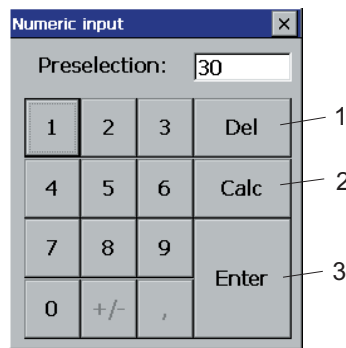 Numeric input ×
Preselection: 30
1 2 3 Del 1
4 5 6 Calc 2
7 8 9
Enter 3
0 +/- ,